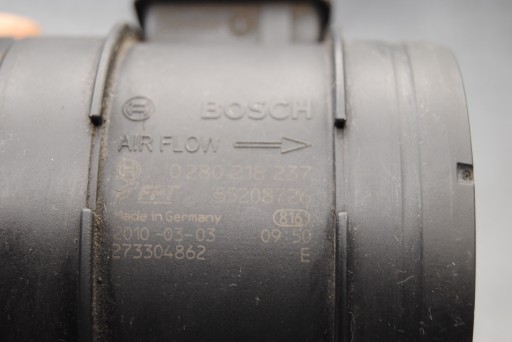 BOSCH
AIR FLOW
0 280 218 237
55208726
Made in Germany 816
2010-03-03 09:50
273304862 E